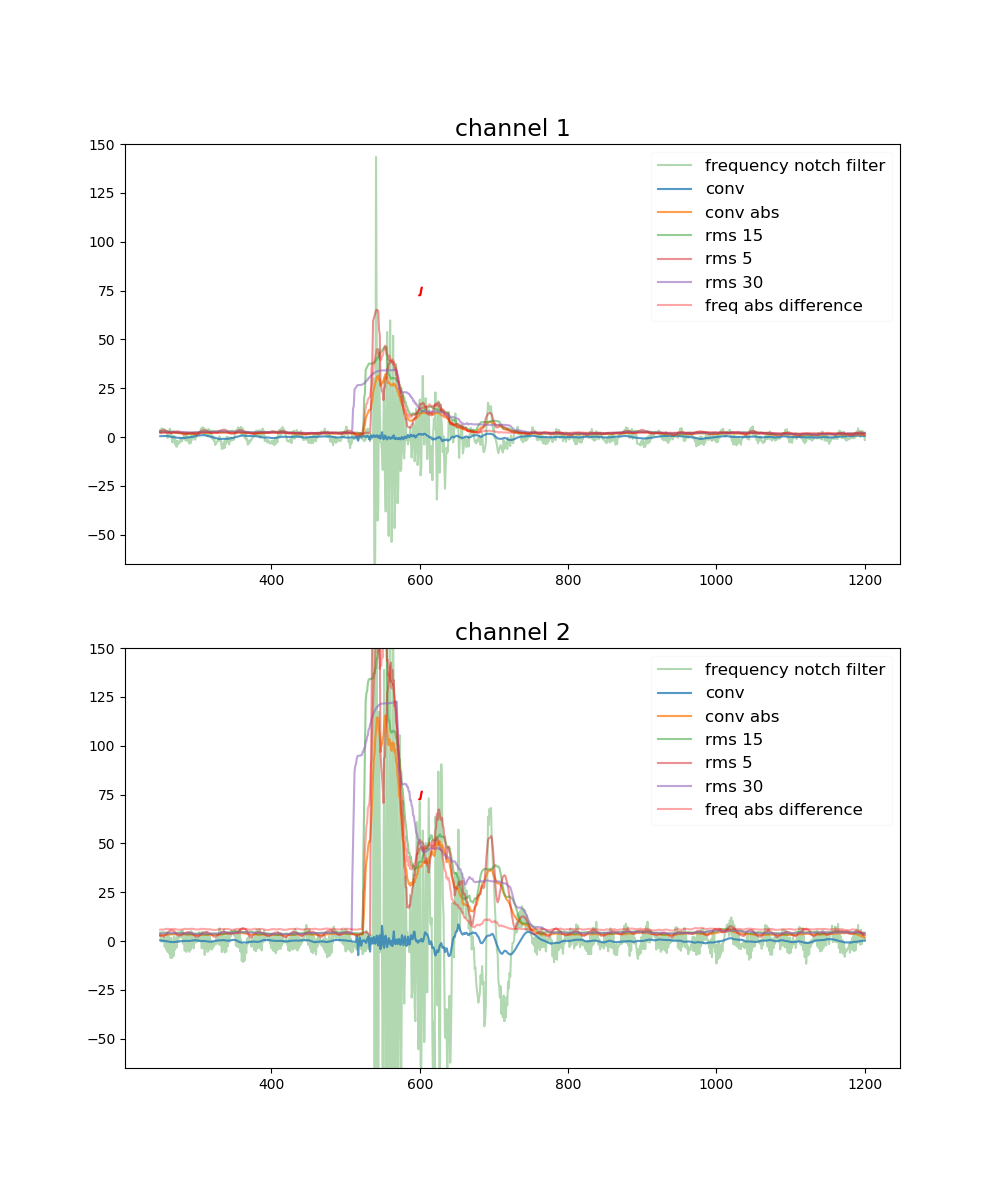 channel 1
150
125
100
75
50
25
0
−25
−50
400 600 800 1000 1200
frequency notch filter
conv
conv abs
rms 15
rms 5
rms 30
freq abs difference
J
channel 2
150
125
100
75
50
25
0
−25
−50
400 600 800 1000 1200
frequency notch filter
conv
conv abs
rms 15
rms 5
rms 30
freq abs difference
J